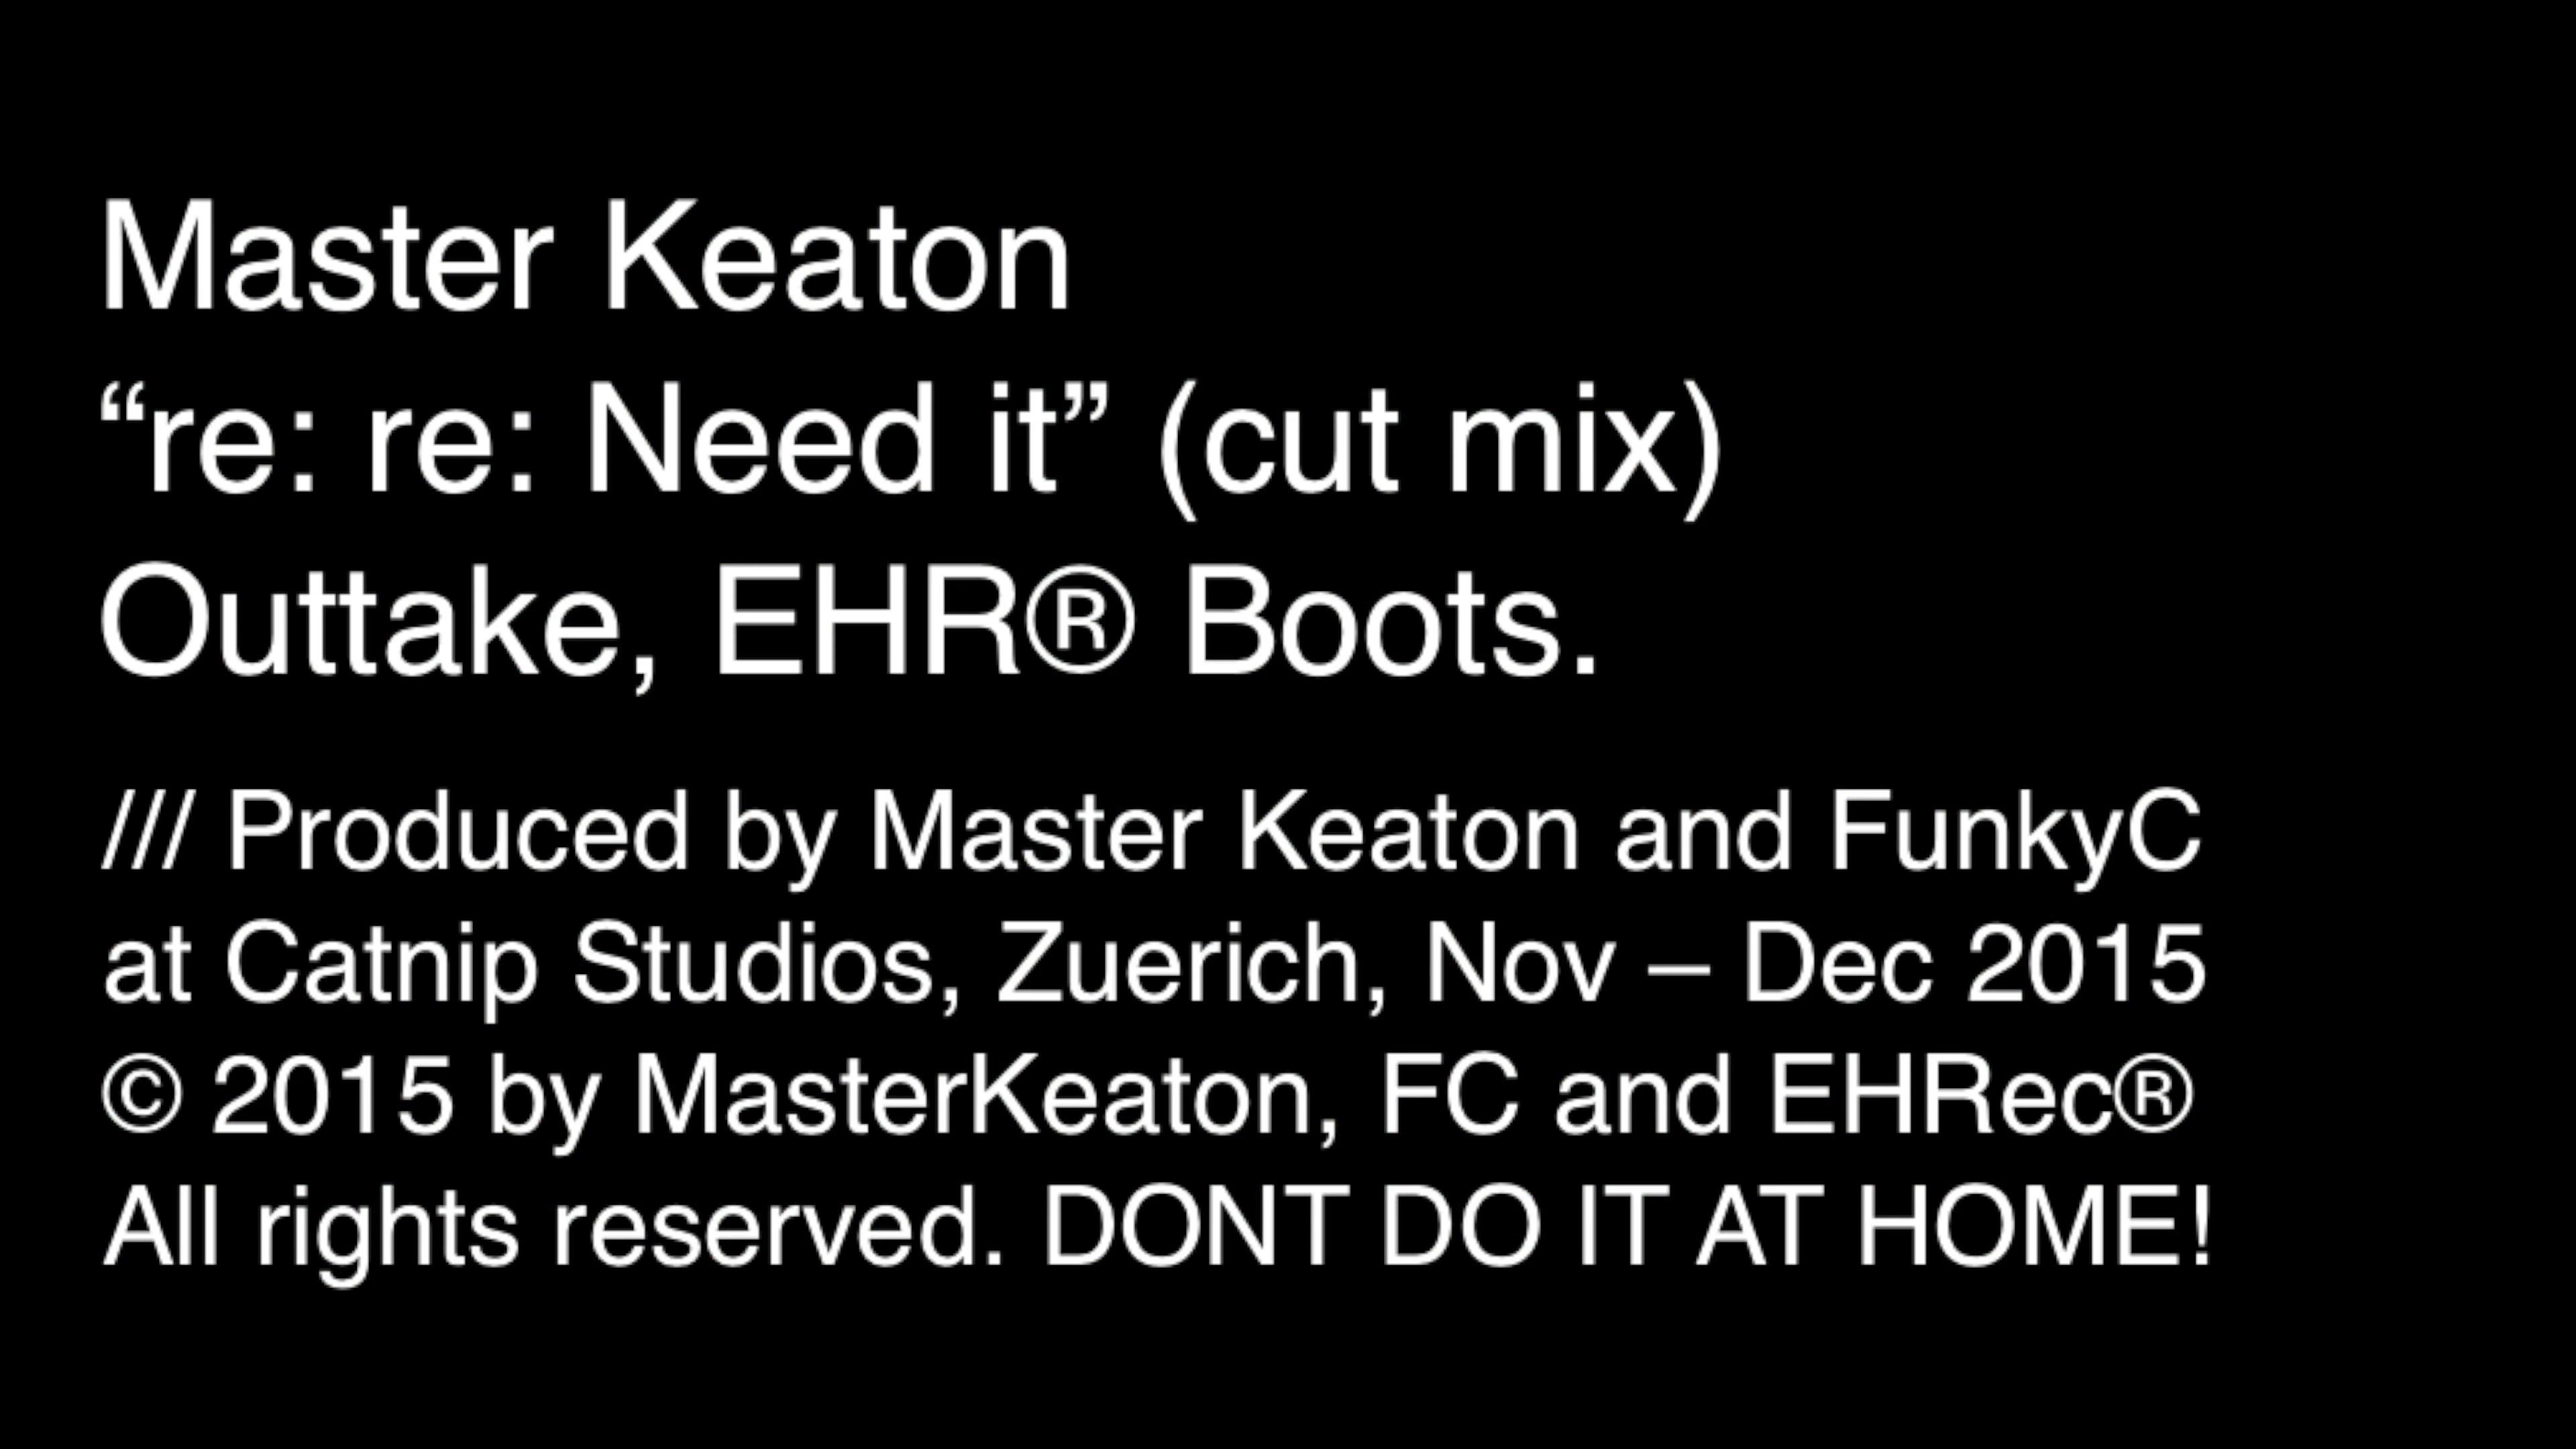 Master Keaton
“re: re: Need it” (cut mix)
Outtake, EHR® Boots.
/// Produced by Master Keaton and FunkyC
at Catnip Studios, Zuerich, Nov – Dec 2015
© 2015 by MasterKeaton, FC and EHRec®
All rights reserved. DONT DO IT AT HOME!